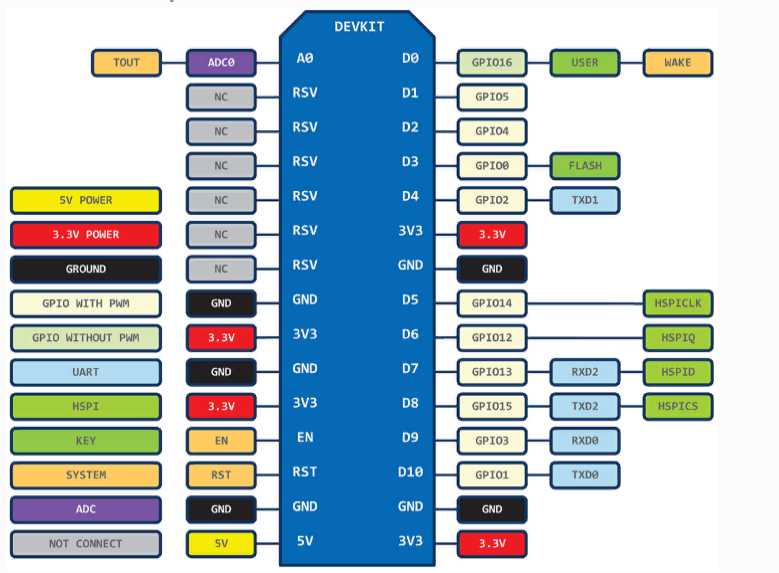 DEVKIT
TOUT ADC0 A0 D0 GPIO16 USER WAKE
NC RSV D1 GPIO5
NC RSV D2 GPIO4
NC RSV D3 GPIO0 FLASH
5V POWER NC RSV D4 GPIO2 TXD1
3.3V POWER NC RSV 3V3 3.3V
GROUND NC RSV GND GND
GPIO WITH PWM GND GND D5 GPIO14 HSPICLK
GPIO WITHOUT PWM 3.3V 3V3 D6 GPIO12 HSPIQ
UART GND GND D7 GPIO13 RXD2 HSPID
HSPI 3.3V 3V3 D8 GPIO15 TXD2 HSPICS
KEY EN EN D9 GPIO3 RXD0
SYSTEM RST RST D10 GPIO1 TXD0
ADC GND GND GND GND
NOT CONNECT 5V 5V 3V3 3.3V